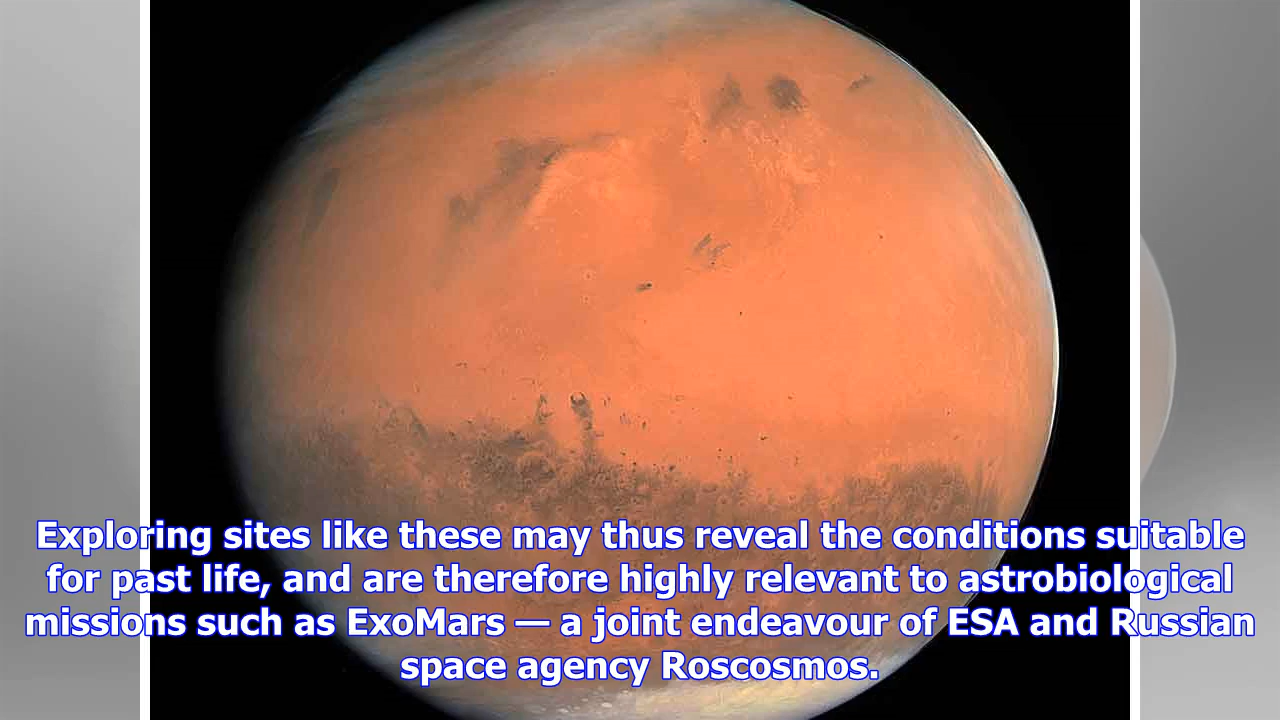 Exploring sites like these may thus reveal the conditions suitable
for past life, and are therefore highly relevant to astrobiological
missions such as ExoMars — a joint endeavour of ESA and Russian
space agency Roscosmos.